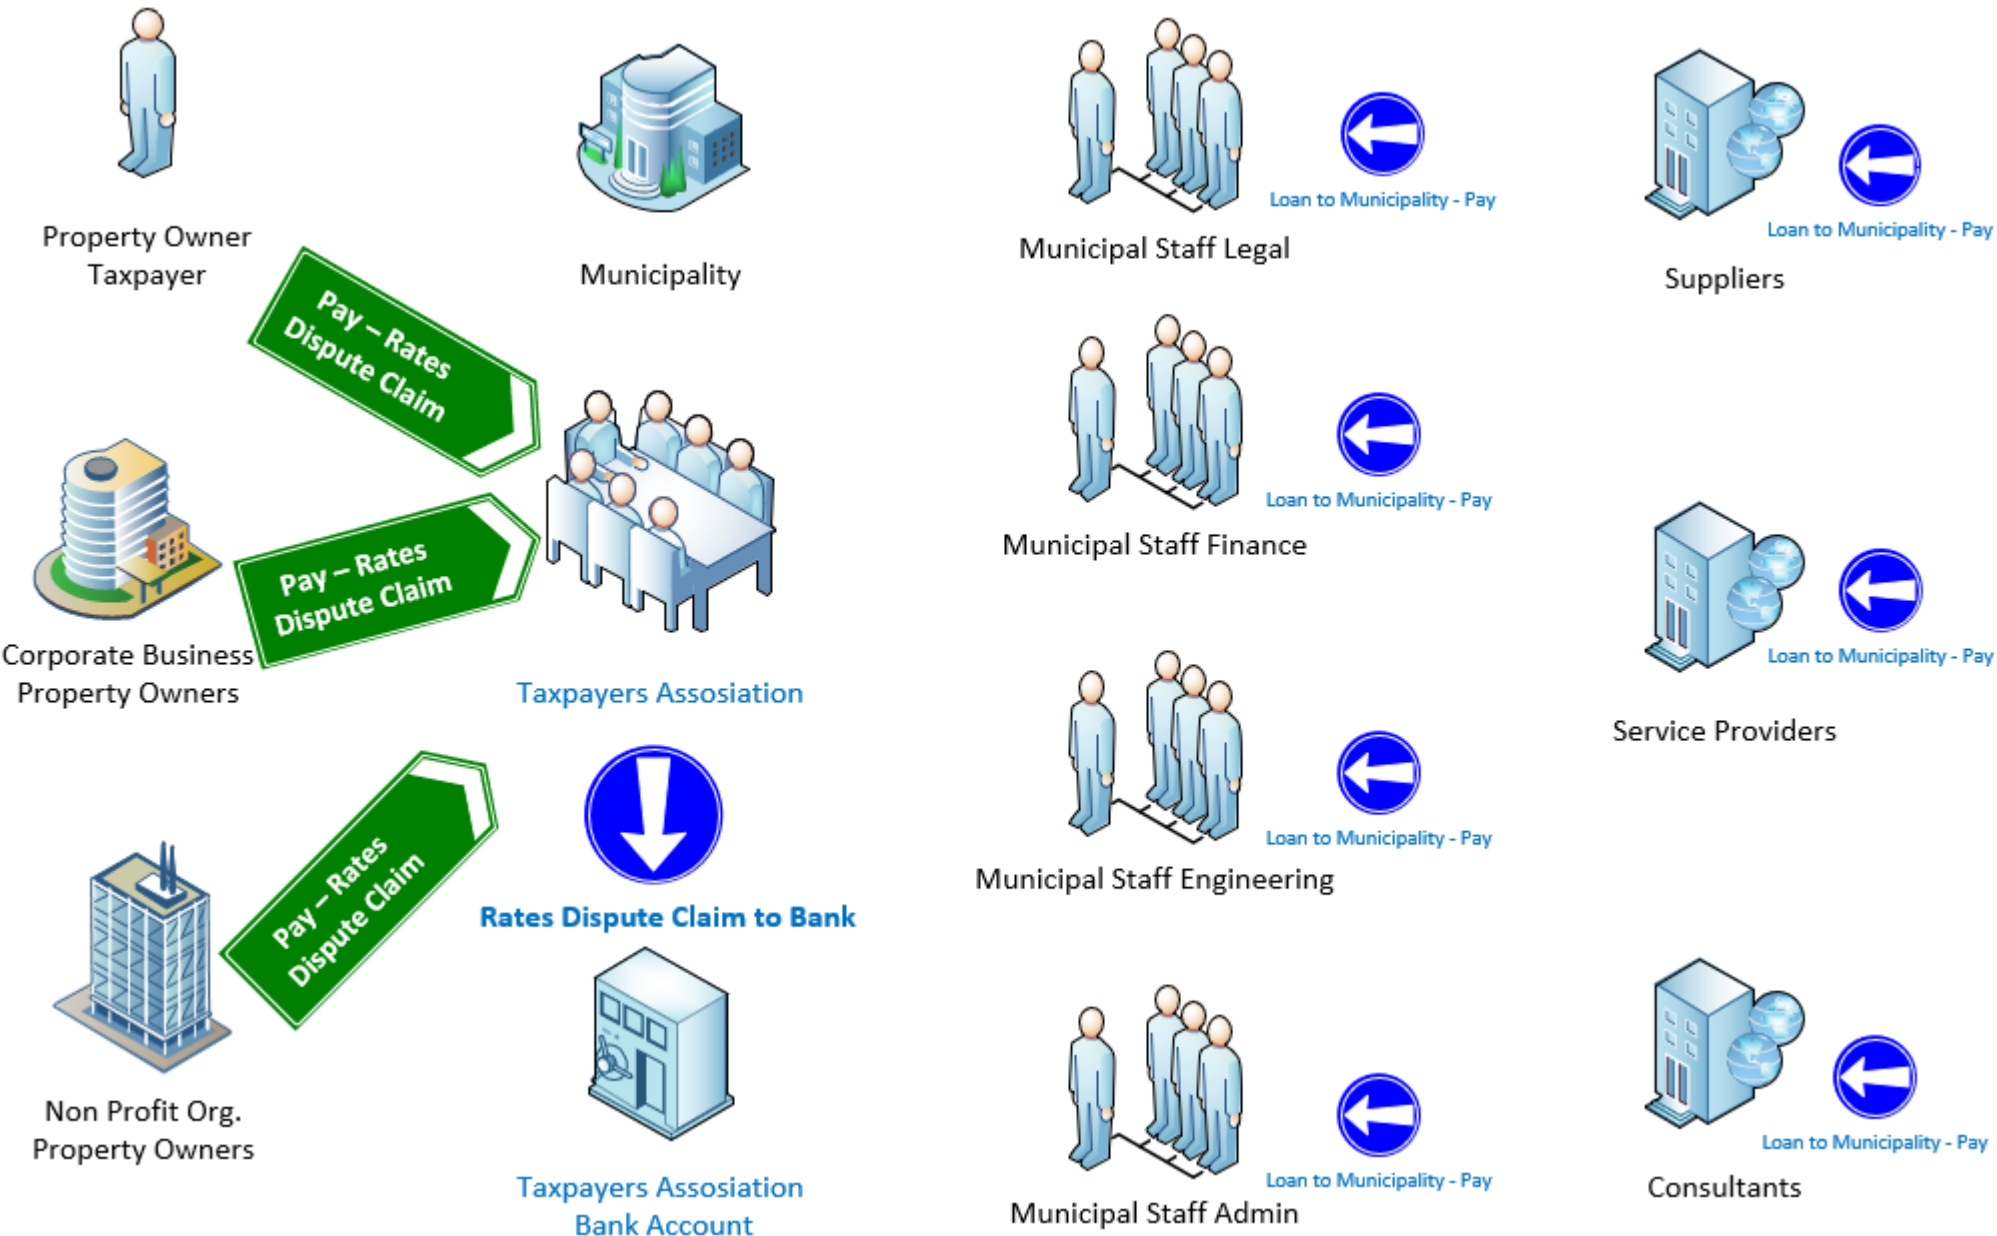 Property Owner
Taxpayer
Municipality
Pay – Rates
Dispute Claim
Corporate Business
Property Owners
Pay – Rates
Dispute Claim
Taxpayers Assosiation
Non Profit Org.
Property Owners
Pay – Rates
Dispute Claim
Rates Dispute Claim to Bank
Taxpayers Assosiation
Bank Account
Loan to Municipality - Pay
Municipal Staff Legal
Loan to Municipality - Pay
Municipal Staff Finance
Loan to Municipality - Pay
Municipal Staff Engineering
Loan to Municipality - Pay
Municipal Staff Admin
Loan to Municipality - Pay
Suppliers
Loan to Municipality - Pay
Service Providers
Loan to Municipality - Pay
Consultants